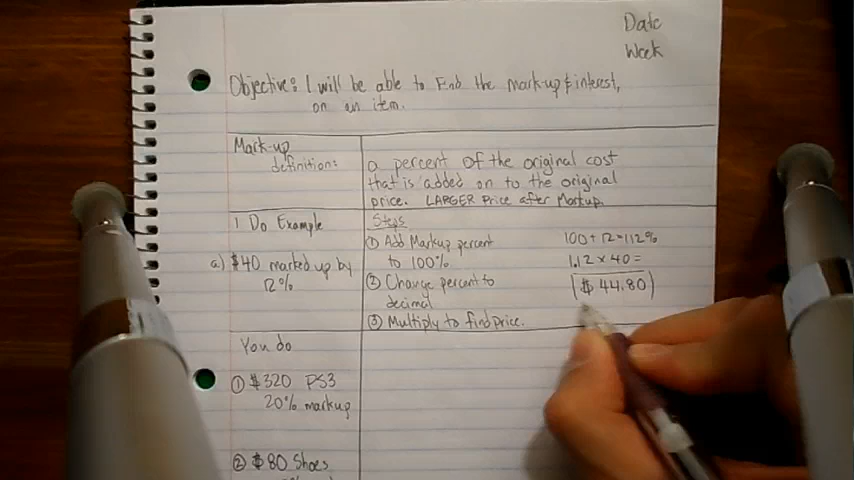 Date
Week
Objective: I will be able to Find the markup & interest,
on an item.
Mark-up
definition:
a percent of the original cost
that is added on to the original
price. LARGER Price after Markup.
I Do Example
a) $40 marked up by
12%
Steps
① Add Markup percent
to 100%
② Change percent to
decimal
③ Multiply to find price.
100 + 12 = 112%
1.12 x 40 =
$ 44.80
You do
① $320 PS3
20% markup
② $80 Shoes